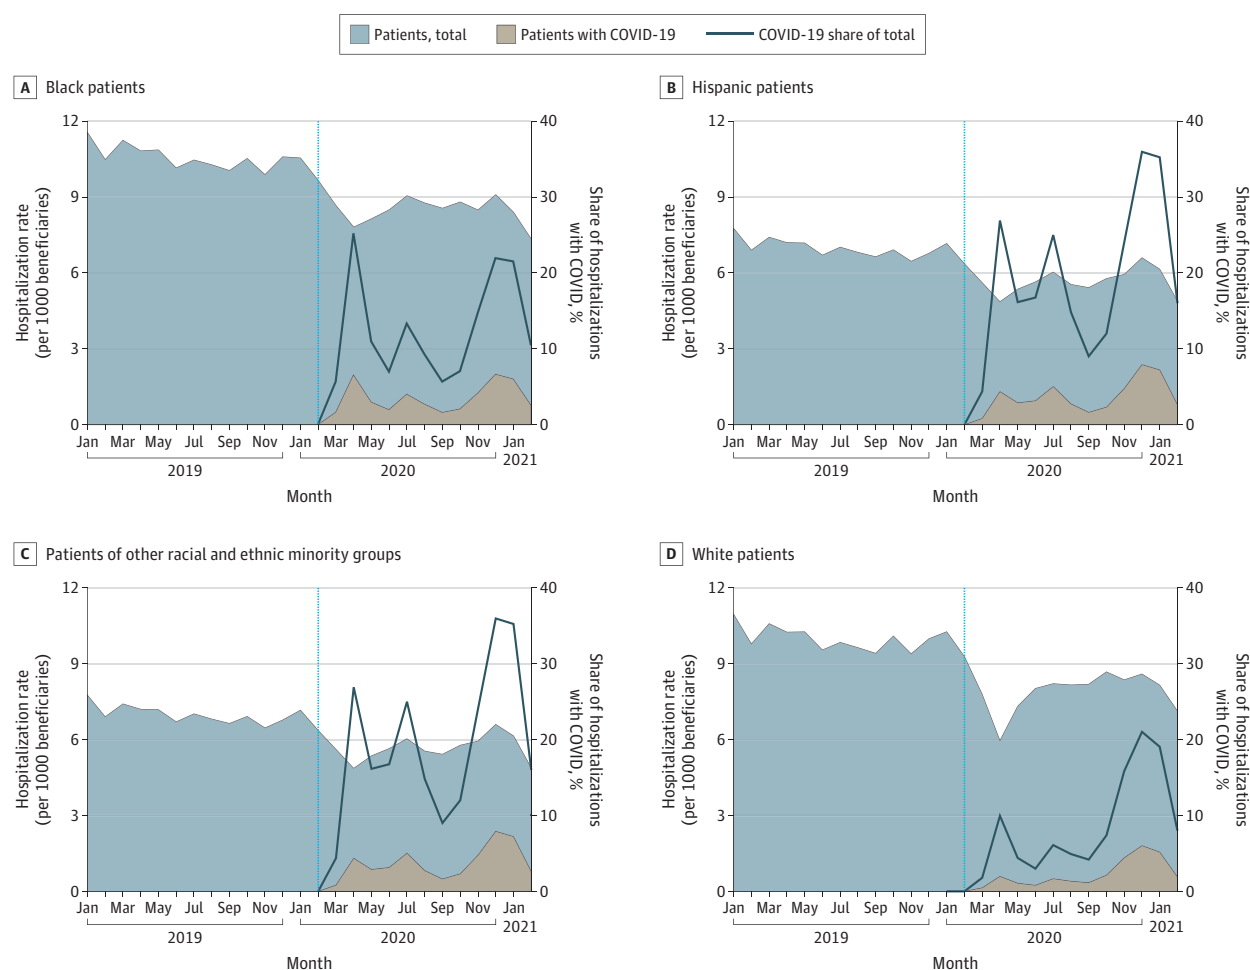 Patients, total Patients with COVID-19 COVID-19 share of total
A Black patients
Hospitalization rate
(per 1000 beneficiaries)
12
9
6
3
0
40
30
20
10
0
Share of hospitalizations
with COVID, %
Jan Mar May Jul Sep Nov Jan Mar May Jul Sep Nov Jan
2019 2020 2021
Month
B Hispanic patients
Hospitalization rate
(per 1000 beneficiaries)
12
9
6
3
0
40
30
20
10
0
Share of hospitalizations
with COVID, %
Jan Mar May Jul Sep Nov Jan Mar May Jul Sep Nov Jan
2019 2020 2021
Month
C Patients of other racial and ethnic minority groups
Hospitalization rate
(per 1000 beneficiaries)
12
9
6
3
0
40
30
20
10
0
Share of hospitalizations
with COVID, %
Jan Mar May Jul Sep Nov Jan Mar May Jul Sep Nov Jan
2019 2020 2021
Month
D White patients
Hospitalization rate
(per 1000 beneficiaries)
12
9
6
3
0
40
30
20
10
0
Share of hospitalizations
with COVID, %
Jan Mar May Jul Sep Nov Jan Mar May Jul Sep Nov Jan
2019 2020 2021
Month